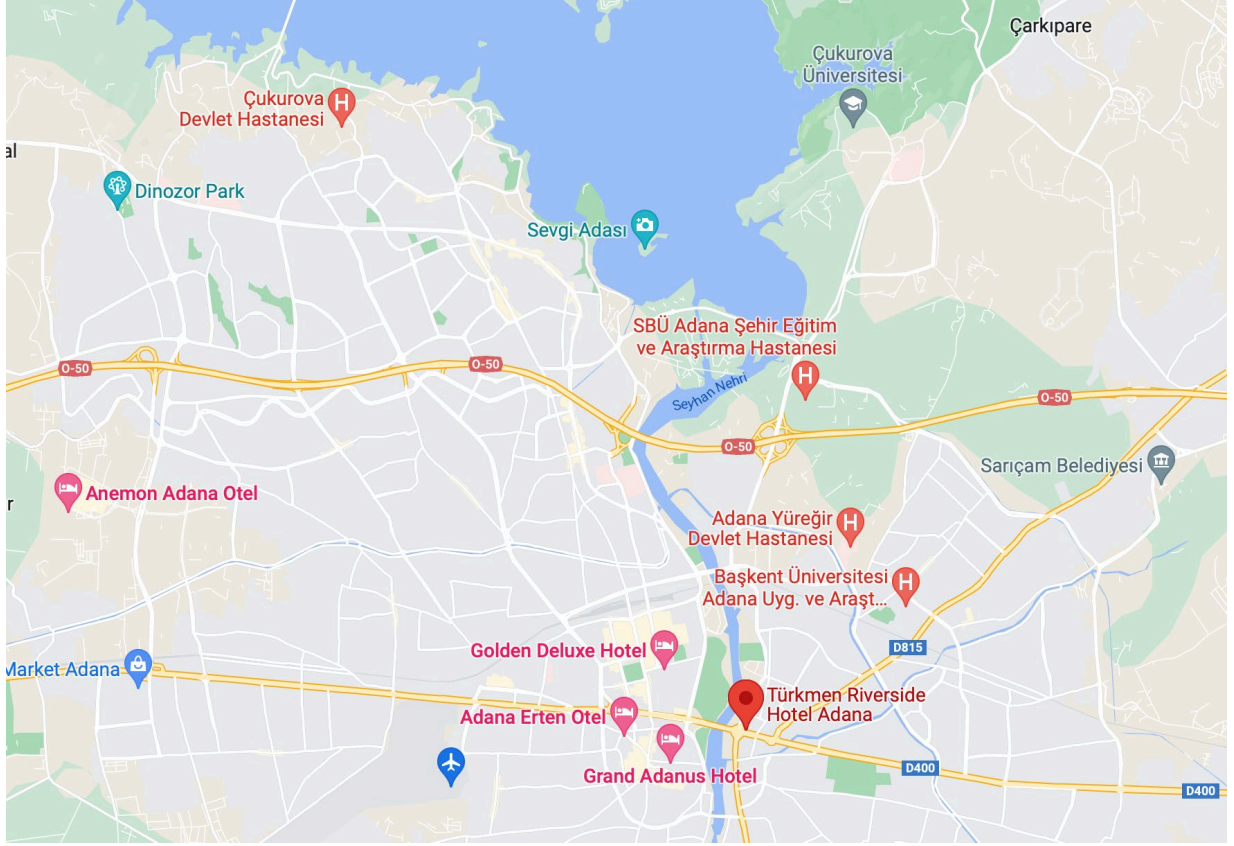 Çarkıpare
Çukurova
Üniversitesi
Çukurova
Devlet Hastanesi
al
Dinozor Park
Sevgi Adası
SBÜ Adana Şehir Eğitim
ve Araştırma Hastanesi
O-50
O-50
Seyhan Nehri
O-50
O-50
Sarıçam Belediyesi
Anemon Adana Otel
r
Adana Yüreğir
Devlet Hastanesi
Başkent Üniversitesi
Adana Uyg. ve Araşt...
D815
Golden Deluxe Hotel
Market Adana
Türkmen Riverside
Hotel Adana
Adana Erten Otel
Grand Adanus Hotel
D400
D400